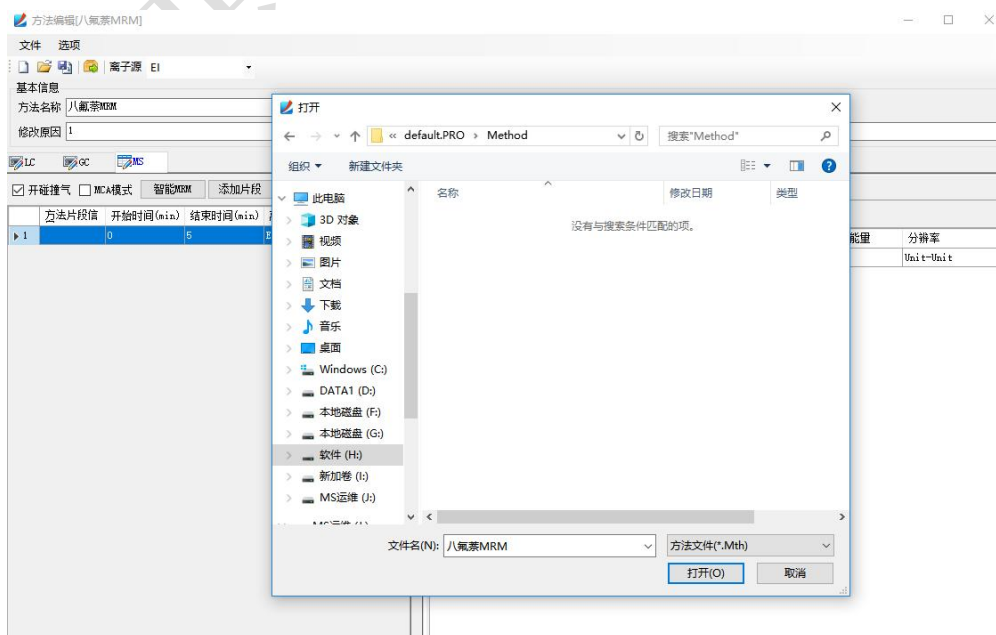 方法编辑[八氟萘MRM]
文件 选项
离子源 EI
基本信息
方法名称 八氟萘MRM
修改原因 1
LC GC MS
开碰撞气 MCA模式 智能MRM 添加片段
方法片段信 开始时间(min) 结束时间(min)
1 0 5 E
能量 分辨率
Unit-Unit
打开
« default.PRO › Method
搜索"Method"
组织 新建文件夹
名称 修改日期 类型
没有与搜索条件匹配的项。
此电脑
3D 对象
视频
图片
文档
下载
音乐
桌面
Windows (C:)
DATA1 (D:)
本地磁盘 (F:)
本地磁盘 (G:)
软件 (H:)
新加卷 (I:)
MS运维 (J:)
文件名(N): 八氟萘MRM
方法文件(*.Mth)
打开(O) 取消